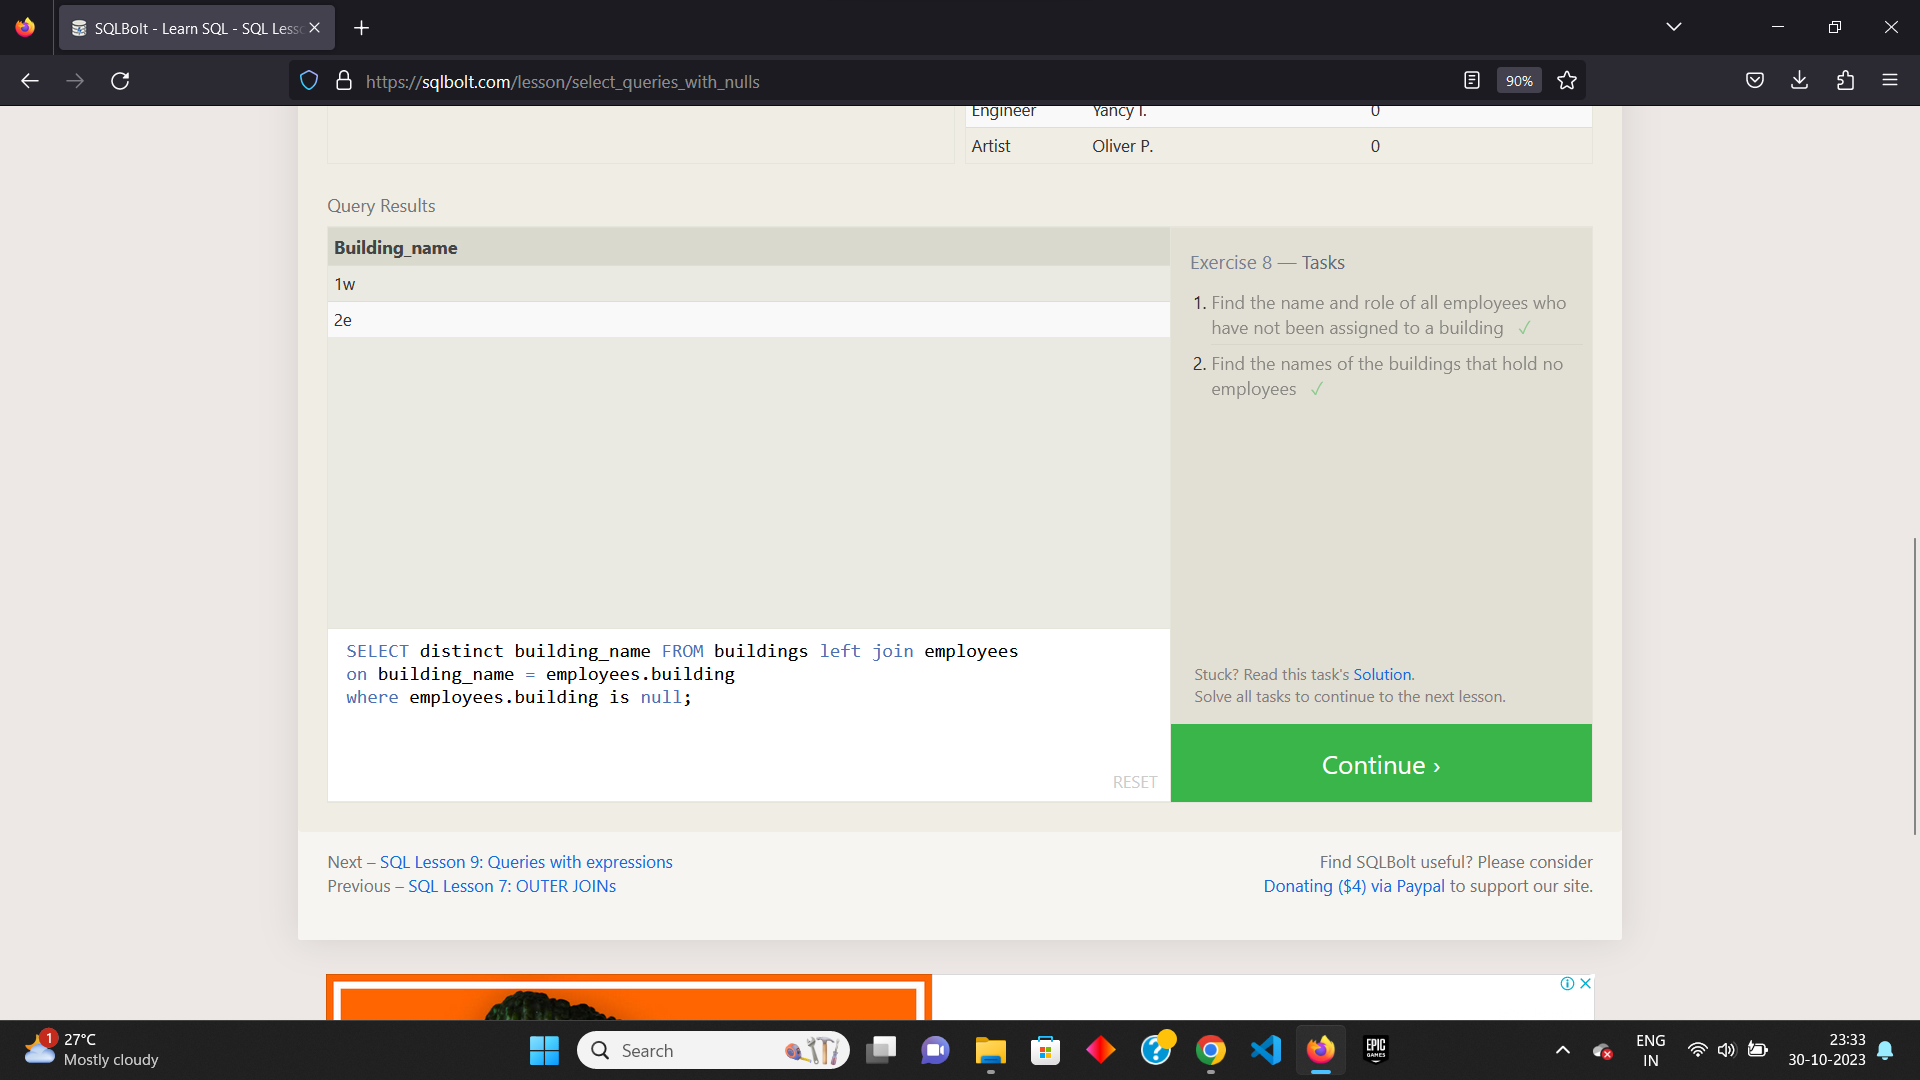 SQLBolt - Learn SQL - SQL Less
https://sqlbolt.com/lesson/select_queries_with_nulls
90%
Engineer Yancy I. 0
Artist Oliver P. 0
Query Results
Building_name
1w
2e
Exercise 8 — Tasks
1. Find the name and role of all employees who
have not been assigned to a building ✓
2. Find the names of the buildings that hold no
employees ✓
SELECT distinct building_name FROM buildings left join employees
on building_name = employees.building
where employees.building is null;
RESET
Stuck? Read this task's Solution.
Solve all tasks to continue to the next lesson.
Continue ›
Next – SQL Lesson 9: Queries with expressions
Previous – SQL Lesson 7: OUTER JOINs
Find SQLBolt useful? Please consider
Donating ($4) via Paypal to support our site.
1
27°C
Mostly cloudy
Search
EPIC
GAMES
ENG
IN
23:33
30-10-2023